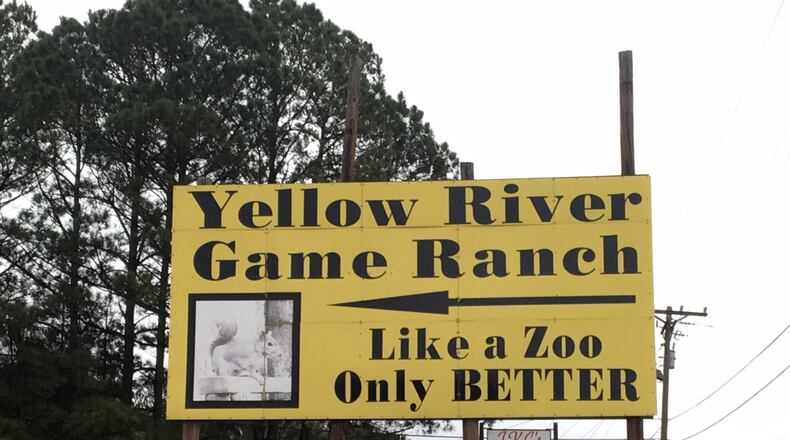 Yellow River
Game Ranch
Like a Zoo
Only BETTER